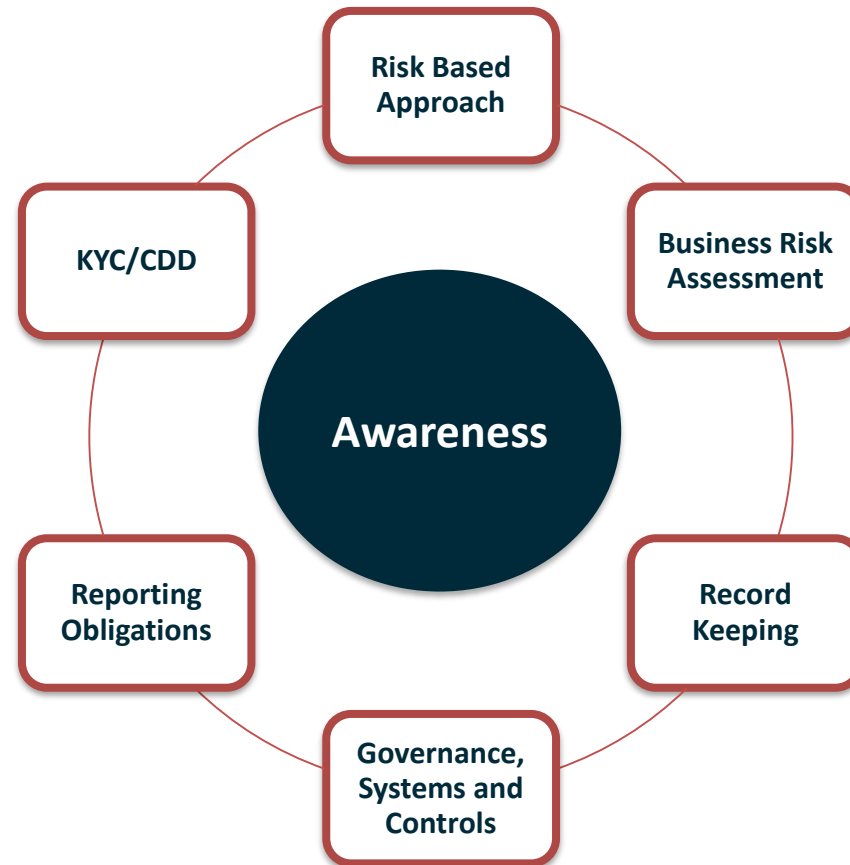 Risk Based
Approach
KYC/CDD
Business Risk
Assessment
Awareness
Reporting
Obligations
Record
Keeping
Governance,
Systems and
Controls